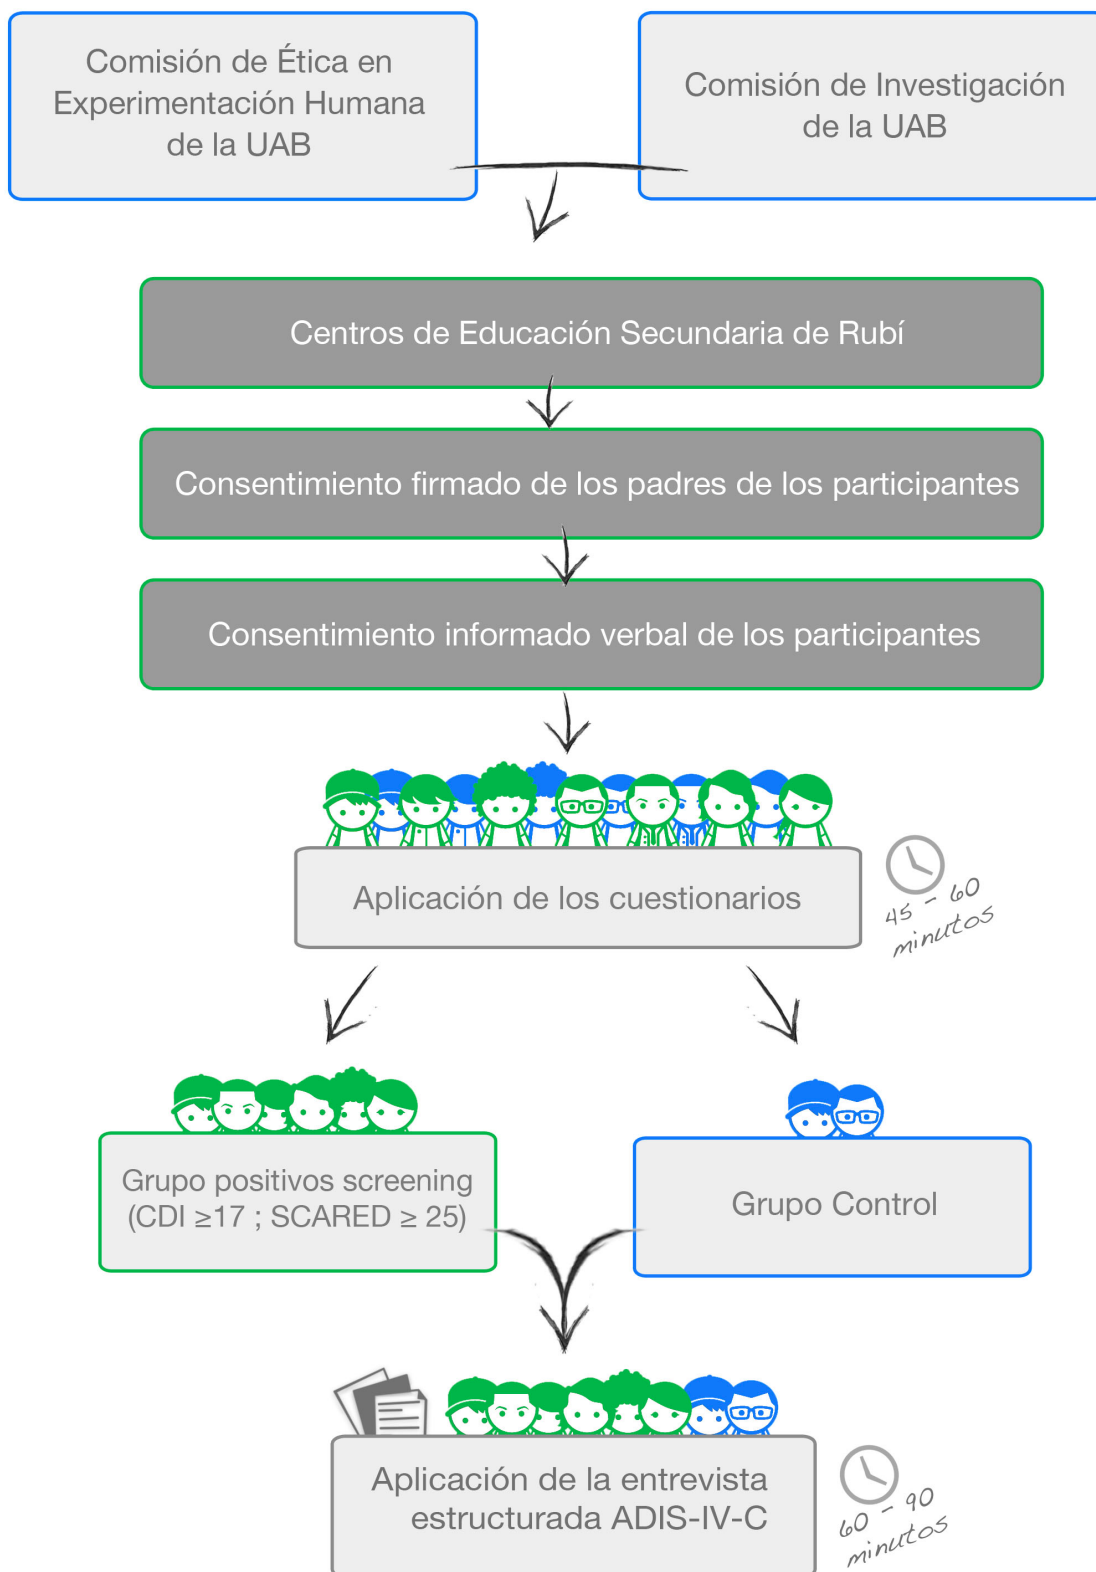 Comisión de Ética en
Experimentación Humana
de la UAB
Comisión de Investigación
de la UAB
Centros de Educación Secundaria de Rubí
Consentimiento firmado de los padres de los participantes
Consentimiento informado verbal de los participantes
Aplicación de los cuestionarios
45 - 60
minutos
Grupo positivos screening
(CDI ≥17 ; SCARED ≥ 25)
Grupo Control
Aplicación de la entrevista
estructurada ADIS-IV-C
60 - 90
minutos